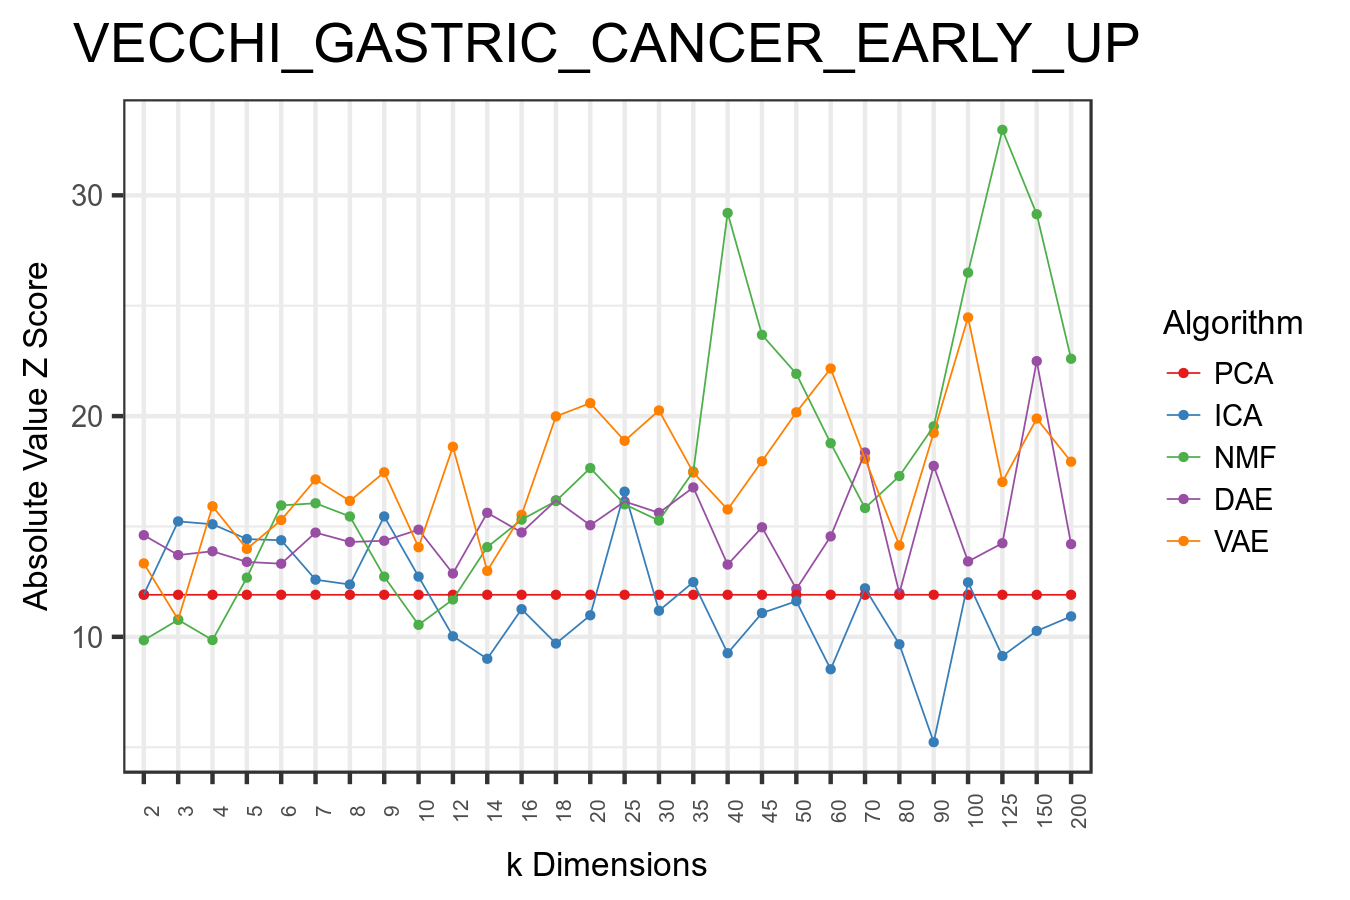 VECCHI_GASTRIC_CANCER_EARLY_UP
Absolute Value Z Score
30
20
10
2 3 4 5 6 7 8 9 10 12 14 16 18 20 25 30 35 40 45 50 60 70 80 90 100 125 150 200
k Dimensions
Algorithm
PCA
ICA
NMF
DAE
VAE